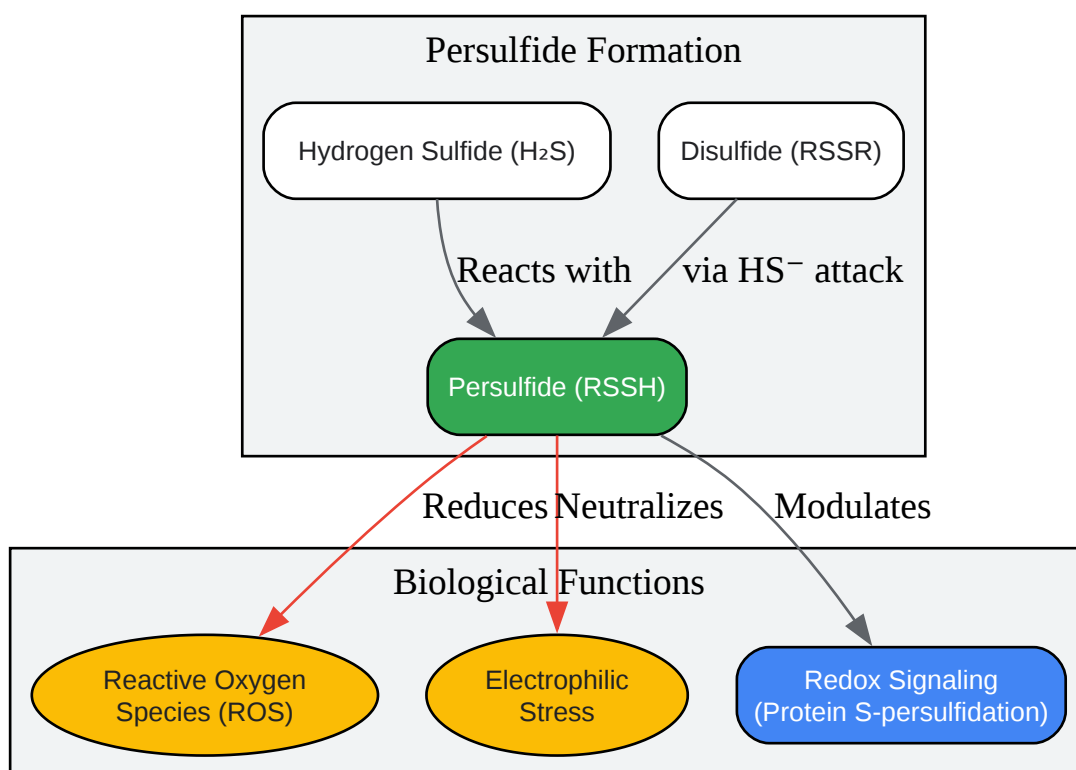 Persulfide Formation
Hydrogen Sulfide (H₂S)
Disulfide (RSSR)
Reacts with
via HS⁻ attack
Persulfide (RSSH)
Reduces
Neutralizes
Modulates
Biological Functions
Reactive Oxygen
Species (ROS)
Electrophilic
Stress
Redox Signaling
(Protein S-persulfidation)